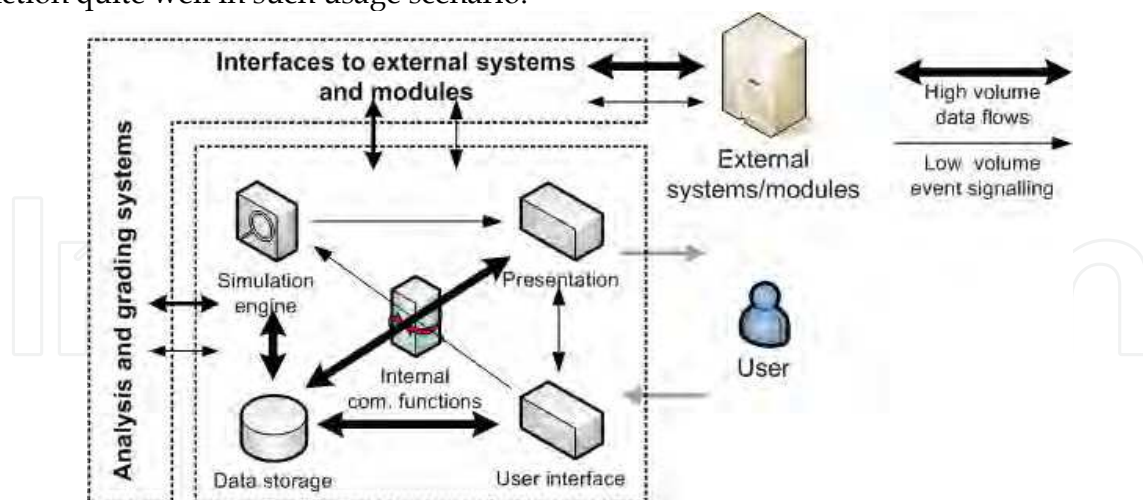 ction quite well in such usage scenario.
Interfaces to external systems
and modules
High volume
data flows
External
systems/modules
Low volume
event signalling
Analysis and grading systems
Simulation
engine
Presentation
Internal
com. functions
User
Data storage
User interface